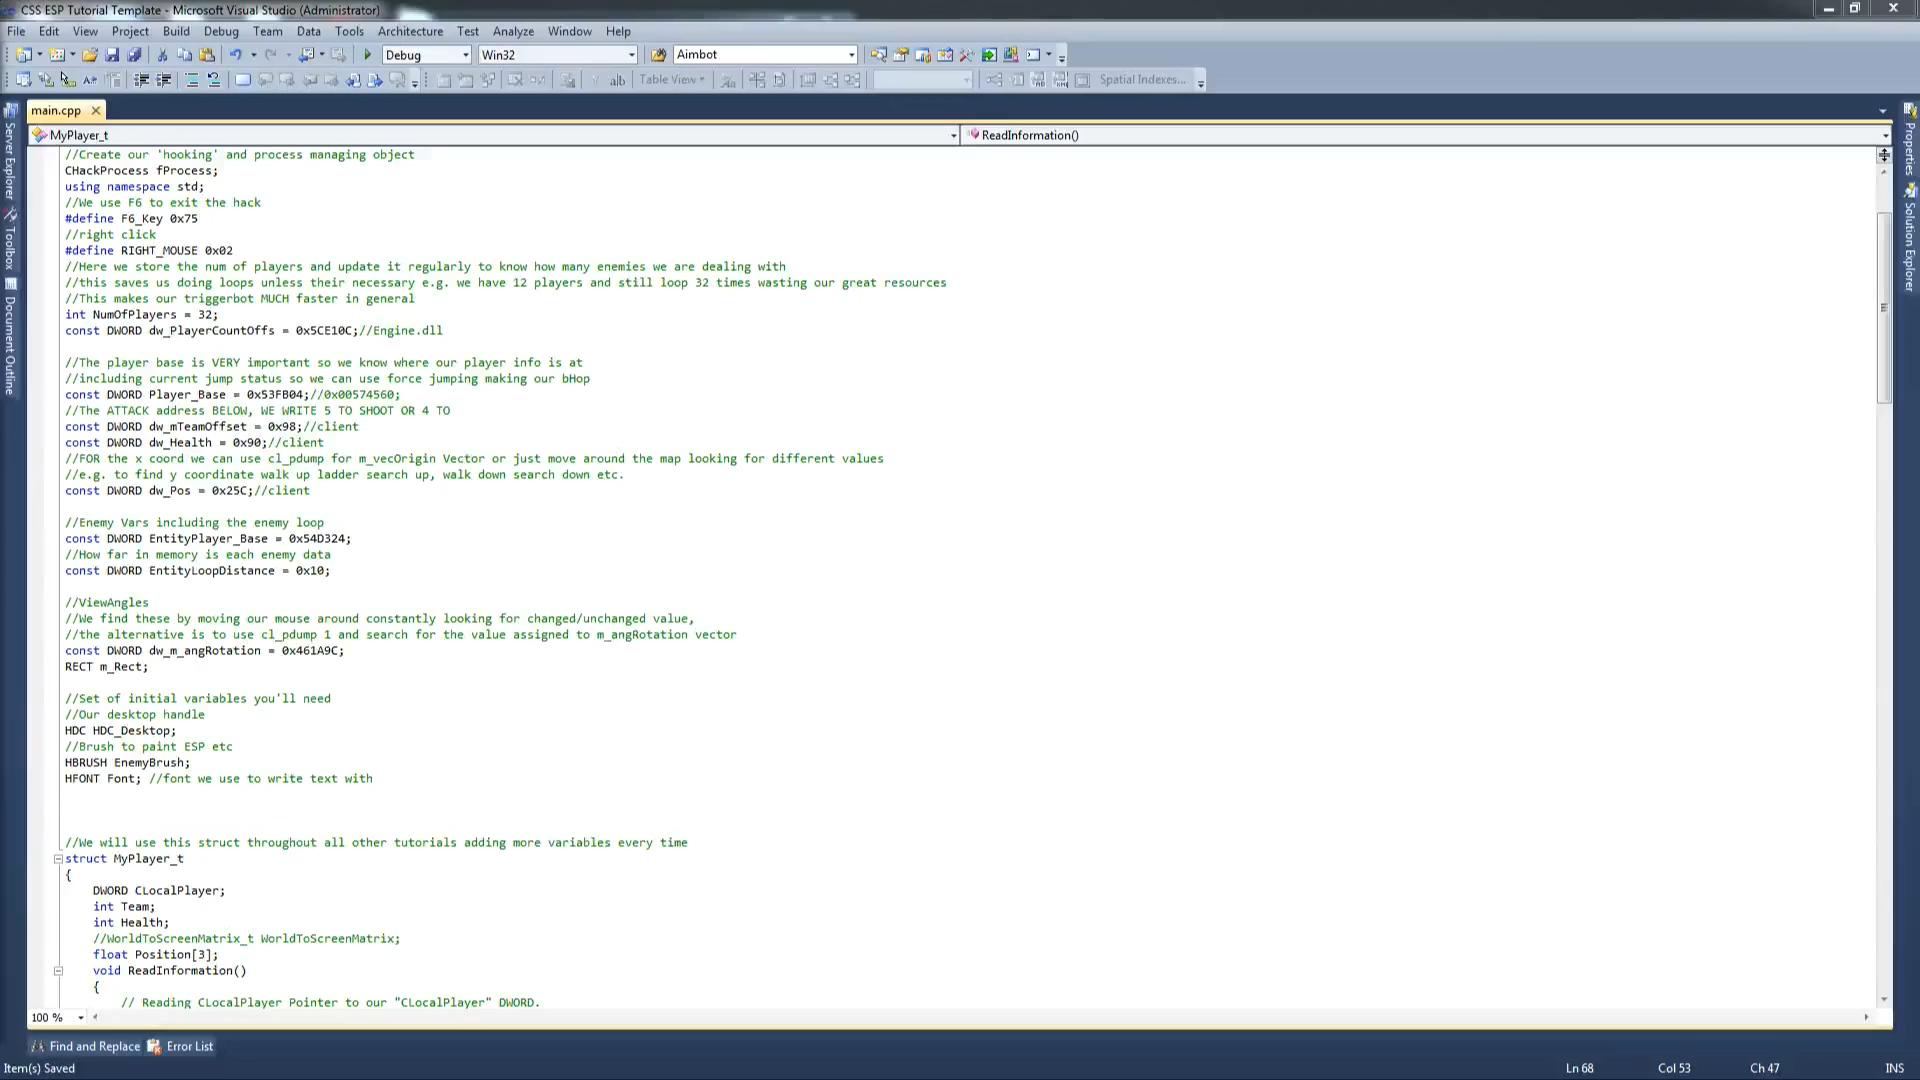 CSS ESP Tutorial Template - Microsoft Visual Studio (Administrator)
File Edit View Project Build Debug Team Data Tools Architecture Test Analyze Window Help
Debug Win32 Aimbot
Table View Spatial Indexes...
main.cpp
MyPlayer_t ReadInformation()
//Create our 'hooking' and process managing object
CHackProcess fProcess;
using namespace std;
//We use F6 to exit the hack
#define F6_Key 0x75
//right click
#define RIGHT_MOUSE 0x02
//Here we store the num of players and update it regularly to know how many enemies we are dealing with
//this saves us doing loops unless their necessary e.g. we have 12 players and still loop 32 times wasting our great resources
//This makes our triggerbot MUCH faster in general
int NumOfPlayers = 32;
const DWORD dw_PlayerCountOffs = 0x5CE10C;//Engine.dll
//The player base is VERY important so we know where our player info is at
//including current jump status so we can use force jumping making our bHop
const DWORD Player_Base = 0x53FB04;//0x00574560;
//The ATTACK address BELOW, WE WRITE 5 TO SHOOT OR 4 TO
const DWORD dw_mTeamOffset = 0x98;//client
const DWORD dw_Health = 0x90;//client
//FOR the x coord we can use cl_pdump for m_vecOrigin Vector or just move around the map looking for different values
//e.g. to find y coordinate walk up ladder search up, walk down search down etc.
const DWORD dw_Pos = 0x25C;//client
//Enemy Vars including the enemy loop
const DWORD EntityPlayer_Base = 0x54D324;
//How far in memory is each enemy data
const DWORD EntityLoopDistance = 0x10;
//ViewAngles
//We find these by moving our mouse around constantly looking for changed/unchanged value,
//the alternative is to use cl_pdump 1 and search for the value assigned to m_angRotation vector
const DWORD dw_m_angRotation = 0x461A9C;
RECT m_Rect;
//Set of initial variables you'll need
//Our desktop handle
HDC HDC_Desktop;
//Brush to paint ESP etc
HBRUSH EnemyBrush;
HFONT Font; //font we use to write text with
//We will use this struct throughout all other tutorials adding more variables every time
struct MyPlayer_t
{
DWORD CLocalPlayer;
int Team;
int Health;
//WorldToScreenMatrix_t WorldToScreenMatrix;
float Position[3];
void ReadInformation()
{
// Reading CLocalPlayer Pointer to our "CLocalPlayer" DWORD.
100 %
Find and Replace Error List
Item(s) Saved Ln 68 Col 53 Ch 47 INS
Server Explorer
Toolbox
Document Outline
Properties
Solution Explorer